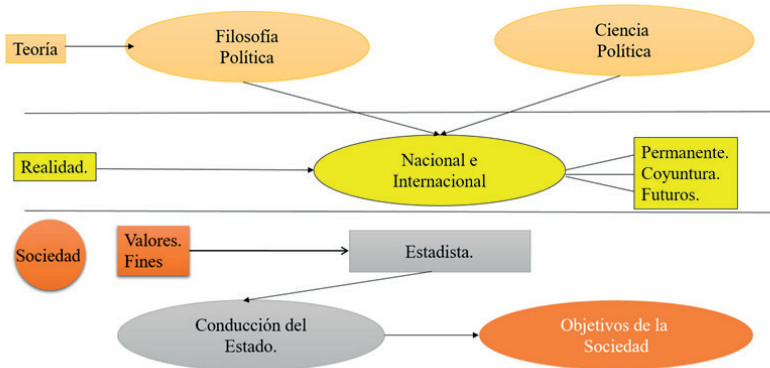 Teoría
Filosofía
Política
Ciencia
Política
Realidad.
Nacional e
Internacional
Permanente.
Coyuntura.
Futuros.
Sociedad
Valores.
Fines
Estadista.
Conducción del
Estado.
Objetivos de la
Sociedad